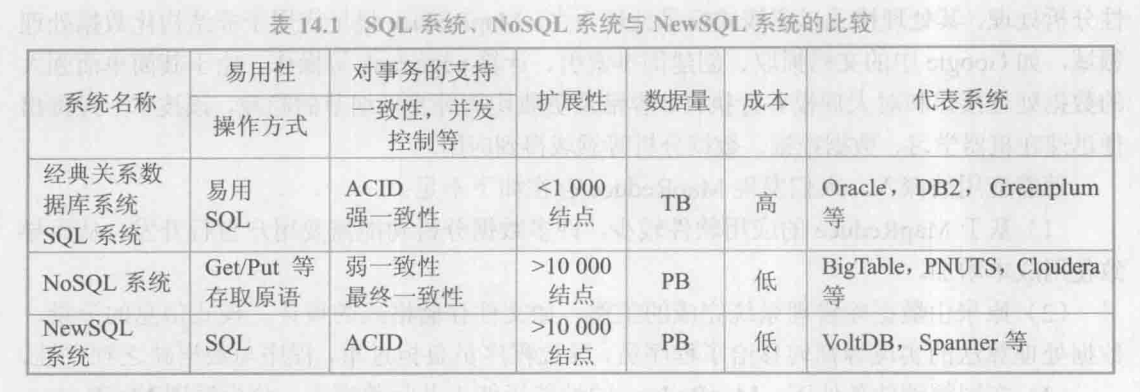 表 14.1 SQL系统、NoSQL 系统与 NewSQL 系统的比较
系统名称 易用性 操作方式 对事务的支持 一致性，并发控制等 扩展性 数据量 成本 代表系统
经典关系数据库系统 SQL 系统 易用 SQL ACID 强一致性 <1 000 结点 TB 高 Oracle，DB2，Greenplum 等
NoSQL 系统 Get/Put 等存取原语 弱一致性 最终一致性 >10 000 结点 PB 低 BigTable，PNUTS，Cloudera 等
NewSQL 系统 SQL ACID >10 000 结点 PB 低 VoltDB，Spanner 等